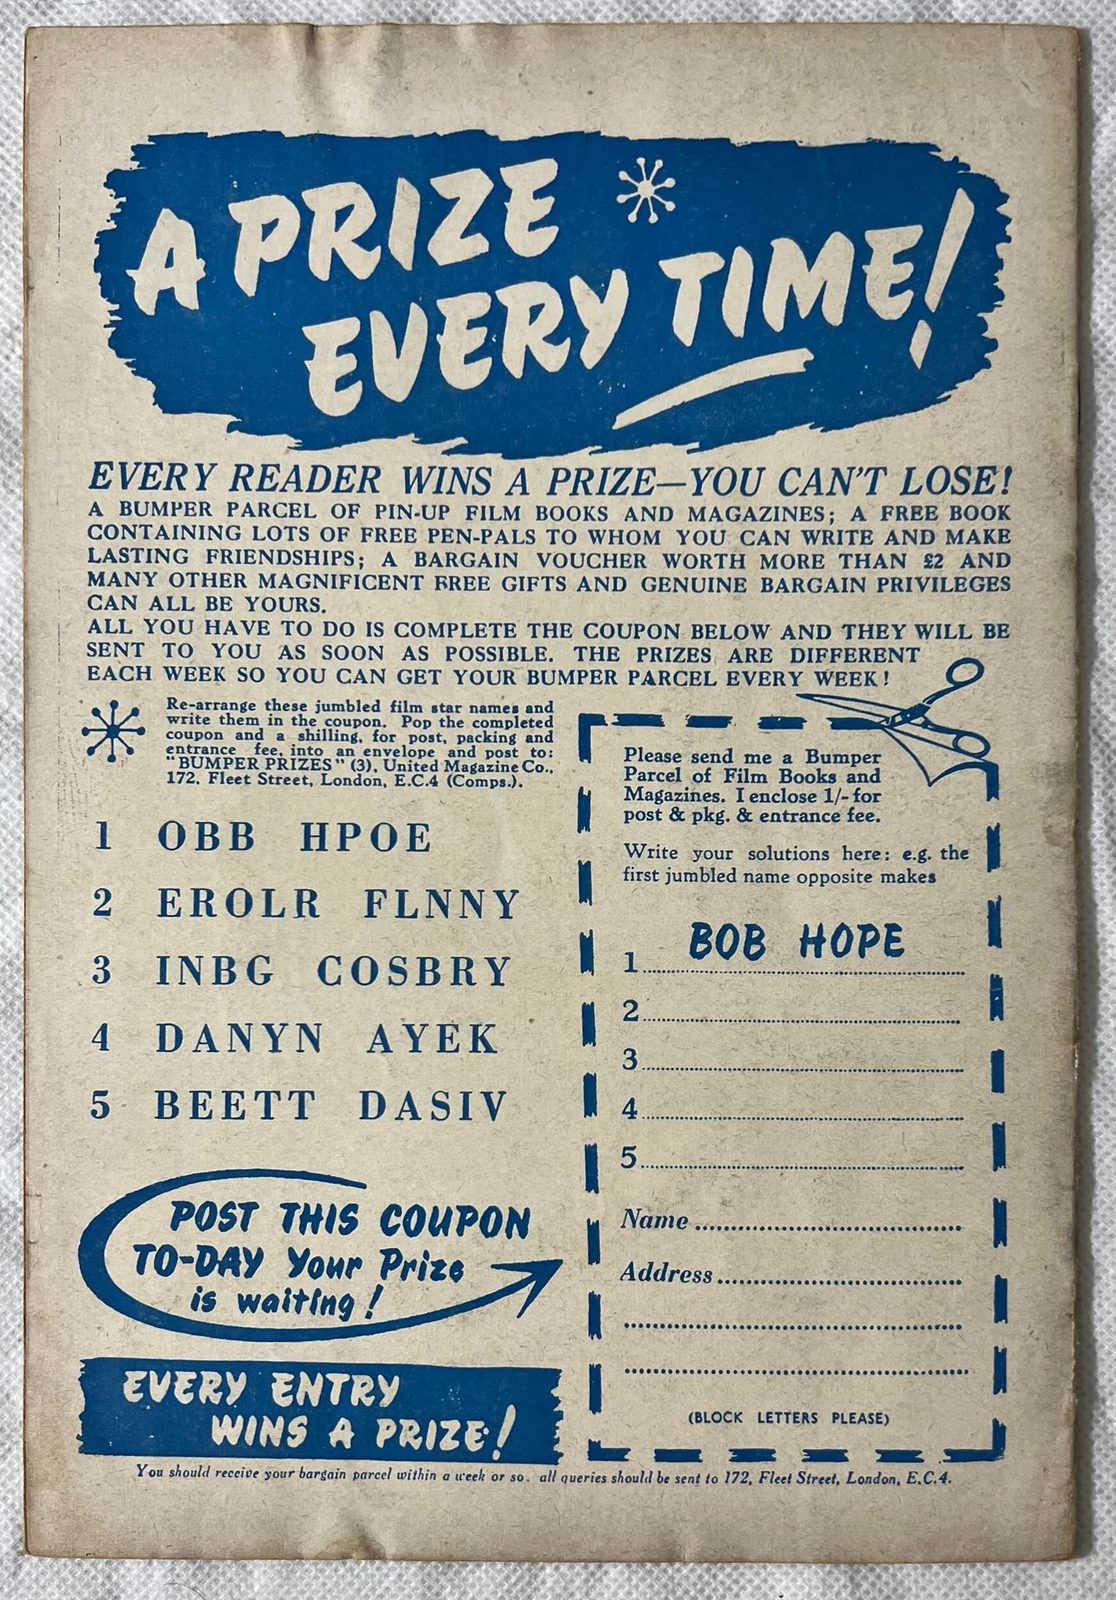 A PRIZE
EVERY TIME!
EVERY READER WINS A PRIZE—YOU CAN'T LOSE!
A BUMPER PARCEL OF PIN-UP FILM BOOKS AND MAGAZINES; A FREE BOOK
CONTAINING LOTS OF FREE PEN-PALS TO WHOM YOU CAN WRITE AND MAKE
LASTING FRIENDSHIPS; A BARGAIN VOUCHER WORTH MORE THAN £2 AND
MANY OTHER MAGNIFICENT FREE GIFTS AND GENUINE BARGAIN PRIVILEGES
CAN ALL BE YOURS.
ALL YOU HAVE TO DO IS COMPLETE THE COUPON BELOW AND THEY WILL BE
SENT TO YOU AS SOON AS POSSIBLE. THE PRIZES ARE DIFFERENT
EACH WEEK SO YOU CAN GET YOUR BUMPER PARCEL EVERY WEEK!
Re-arrange these jumbled film star names and
write them in the coupon. Pop the completed
coupon and a shilling, for post, packing and
entrance fee, into an envelope and post to:
"BUMPER PRIZES" (3), United Magazine Co.,
172, Fleet Street, London, E.C.4 (Comps.).
1 OBB HPOE
2 EROLR FLNNY
3 INBG COSBRY
4 DANYN AYEK
5 BEETT DASIV
POST THIS COUPON
TO-DAY Your Prize
is waiting!
EVERY ENTRY
WINS A PRIZE!
Please send me a Bumper
Parcel of Film Books and
Magazines. I enclose 1/- for
post & pkg. & entrance fee.
Write your solutions here: e.g. the
first jumbled name opposite makes
1 BOB HOPE
2
3
4
5
Name
Address
(BLOCK LETTERS PLEASE)
You should receive your bargain parcel within a week or so. all queries should be sent to 172, Fleet Street, London, E.C.4.